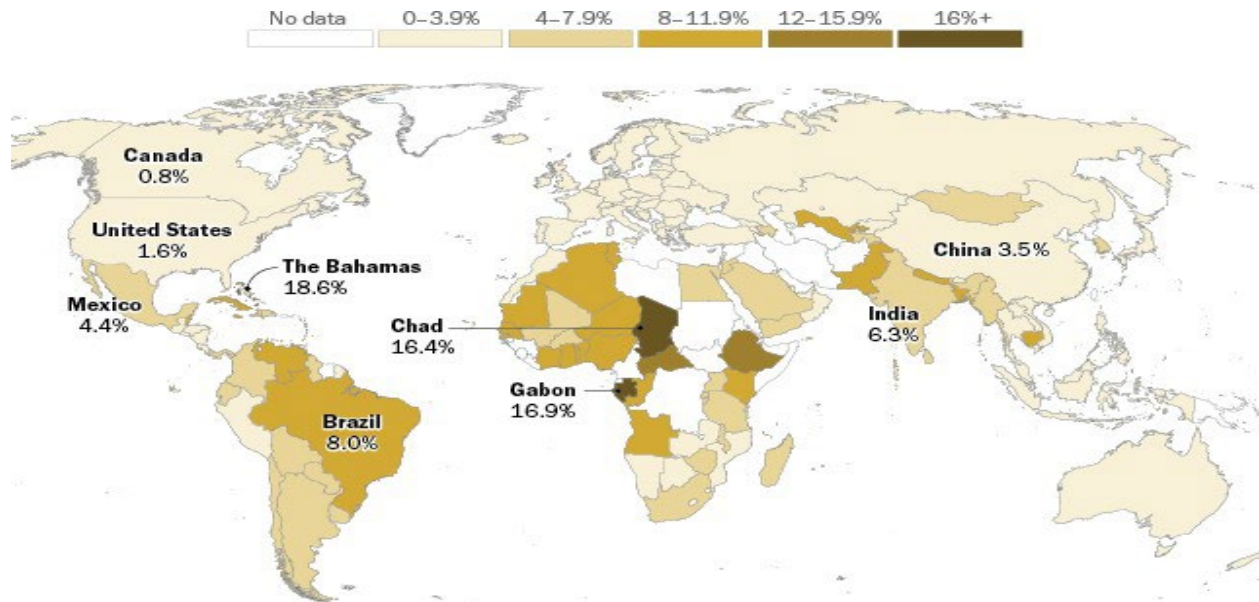 No data 0–3.9% 4–7.9% 8–11.9% 12–15.9% 16%+
Canada
0.8%
United States
1.6%
The Bahamas
18.6%
Mexico
4.4%
Chad
16.4%
Gabon
16.9%
Brazil
8.0%
China 3.5%
India
6.3%